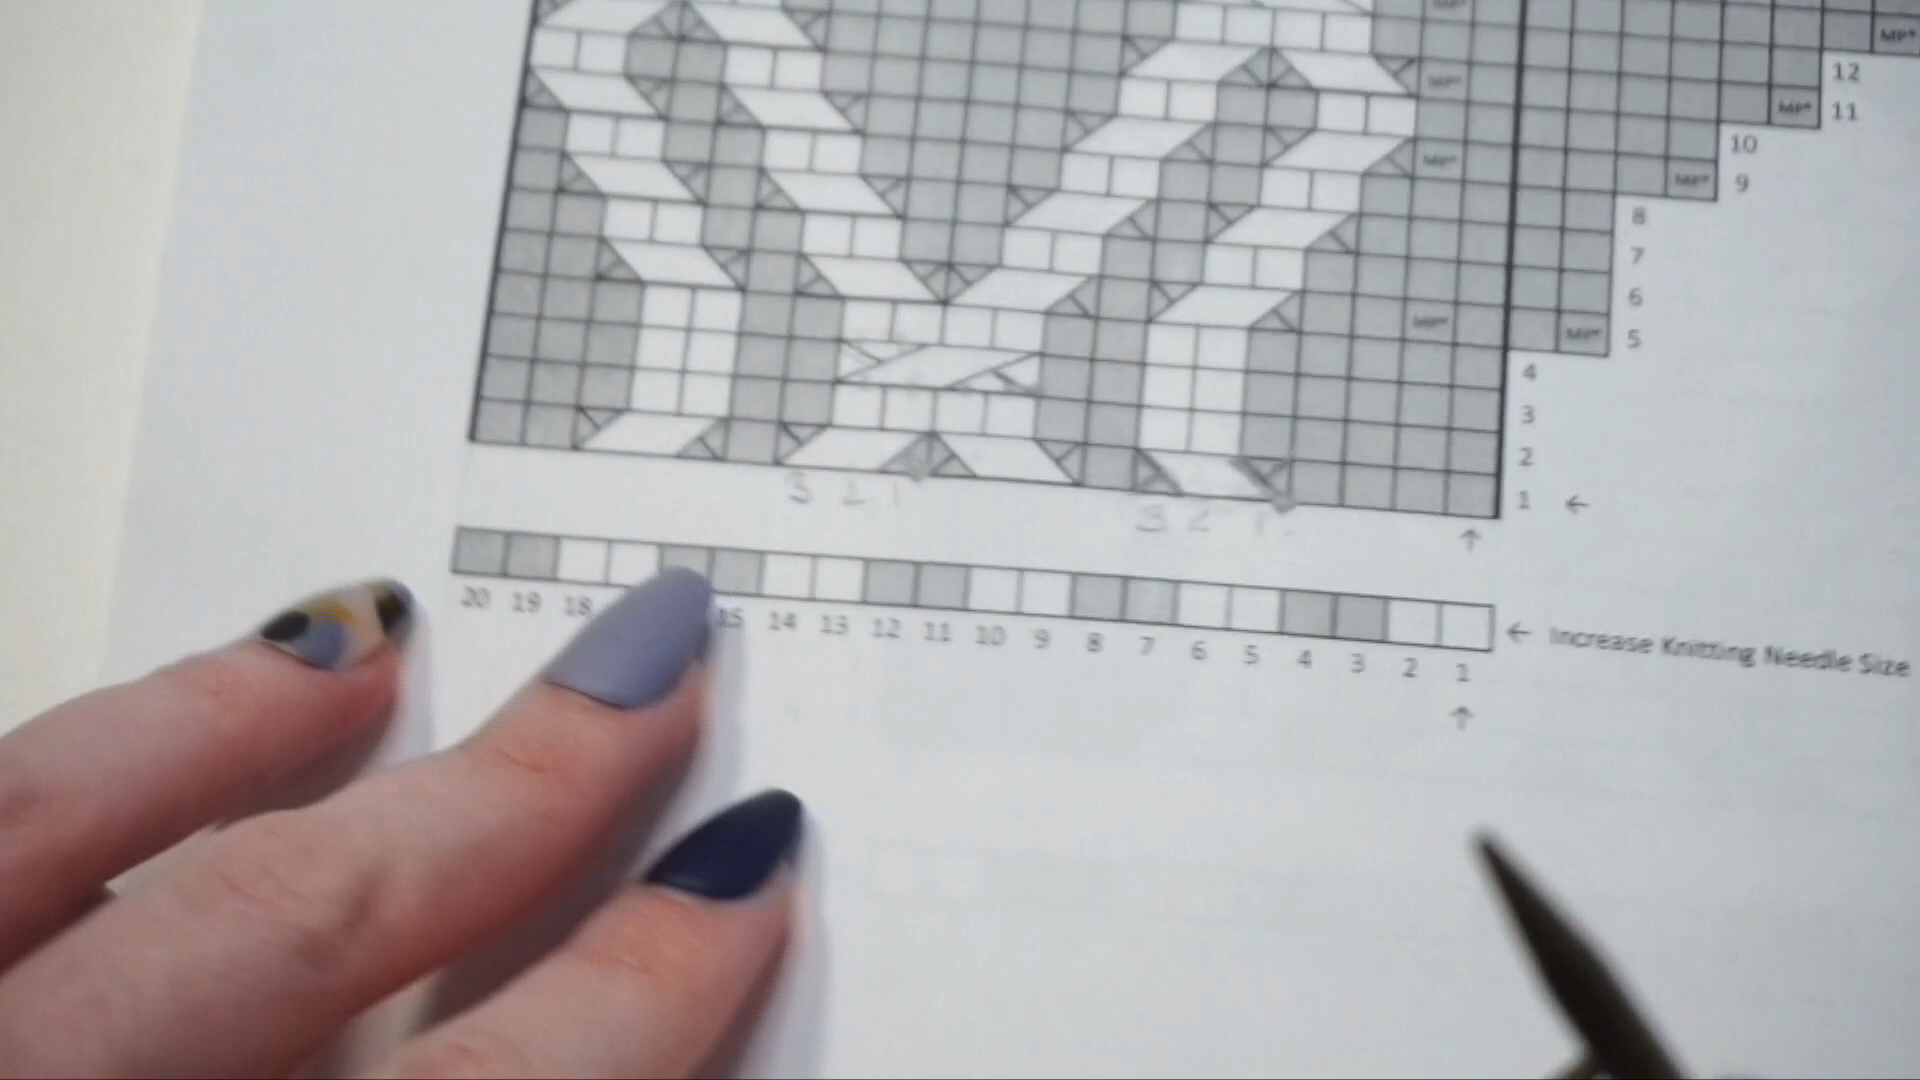 MP*
MP*
12
MP*
MP*
11
10
MP*
9
MP*
8
7
6
MP*
MP*
5
4
3
2
1 ←
3 2 1
3 2 1
↑
← Increase Knitting Needle Size
20 19 18 15 14 13 12 11 10 9 8 7 6 5 4 3 2 1
↑